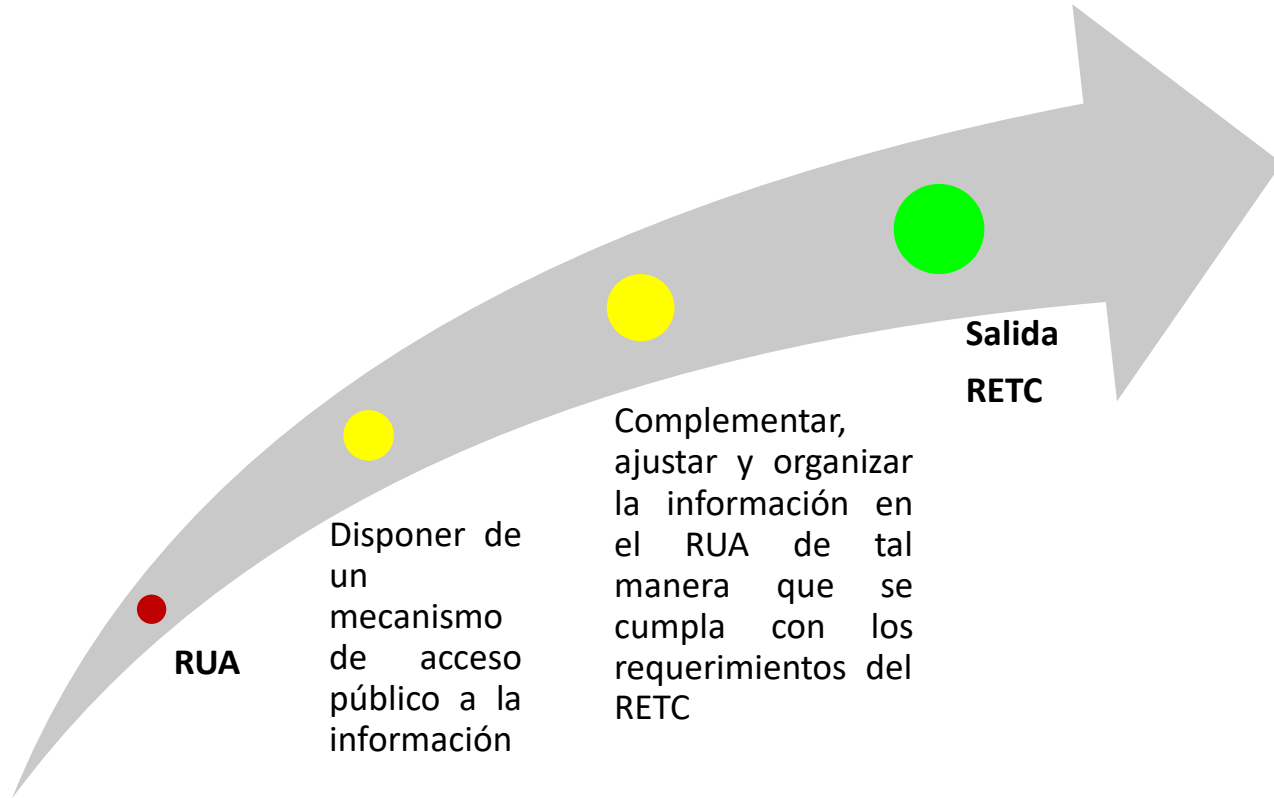 RUA
Disponer de
un
mecanismo
de acceso
público a la
información
Complementar,
ajustar y organizar
la información en
el RUA de tal
manera que se
cumpla con los
requerimientos del
RETC
Salida
RETC